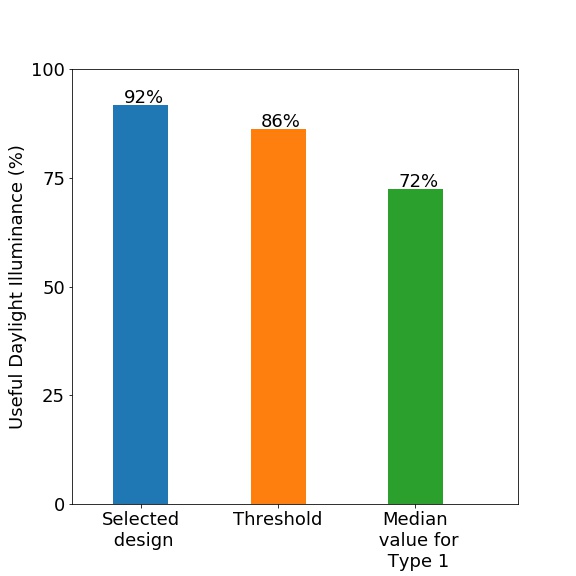 100
75
50
25
0
Useful Daylight Illuminance (%)
92%
86%
72%
Selected
design
Threshold
Median
value for
Type 1